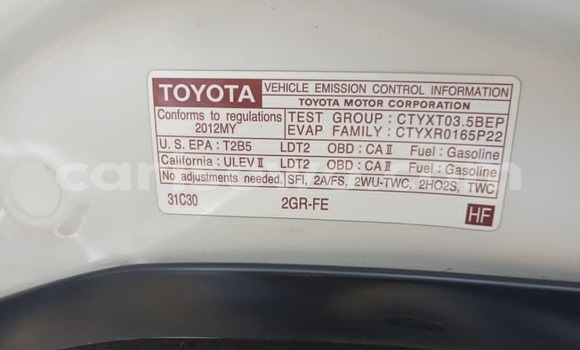 TOYOTA
VEHICLE EMISSION CONTROL INFORMATION
TOYOTA MOTOR CORPORATION
Conforms to regulations
2012MY
TEST GROUP : CTYXT03.5BEP
EVAP FAMILY : CTYXR0165P22
U.S. EPA : T2B5 LDT2 OBD : CA II Fuel : Gasoline
California : ULEV II LDT2 OBD : CA II Fuel : Gasoline
No adjustments needed. SFI, 2A/FS, 2WU-TWC, 2HO2S, TWC
31C30 2GR-FE HF